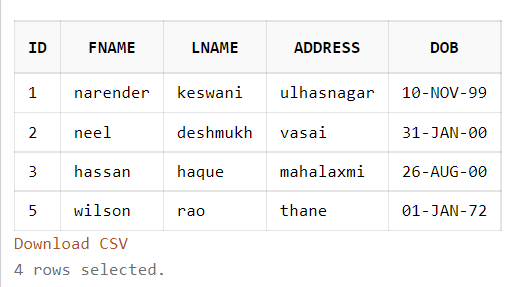 ID FNAME LNAME ADDRESS DOB
1 narender keswani ulhasnagar 10-NOV-99
2 neel deshmukh vasai 31-JAN-00
3 hassan haque mahalaxmi 26-AUG-00
5 wilson rao thane 01-JAN-72
Download CSV
4 rows selected.